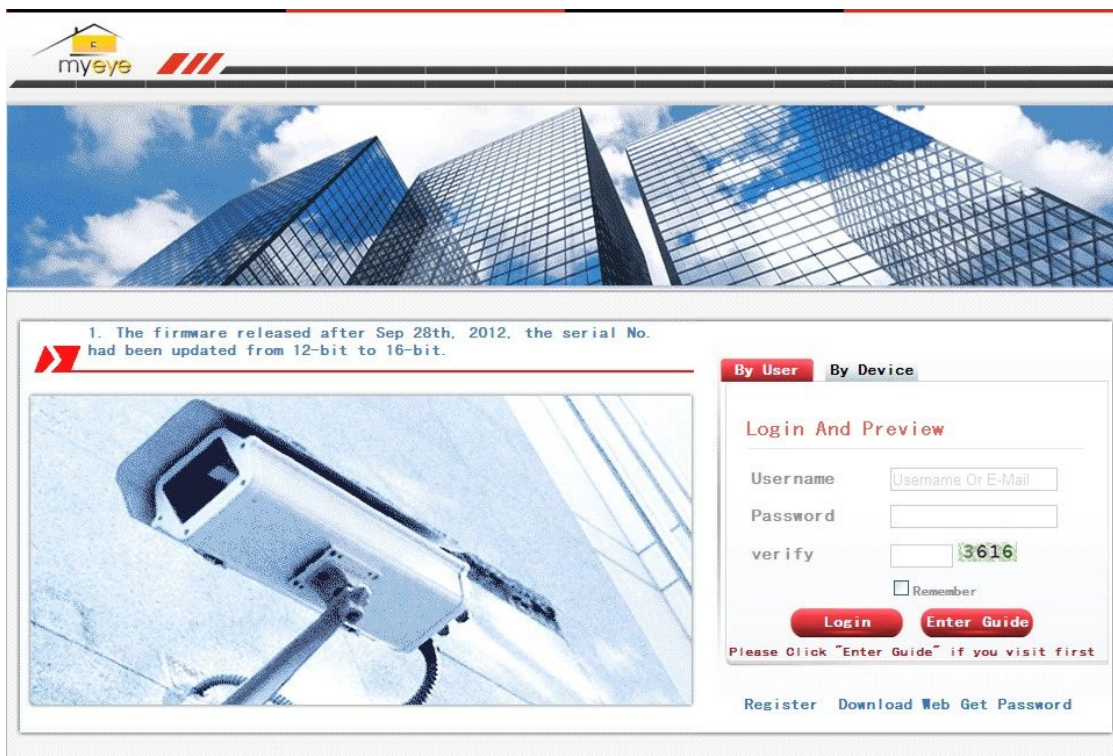 myeye
1. The firmware released after Sep 28th, 2012, the serial No.
had been updated from 12-bit to 16-bit.
By User By Device
Login And Preview
Username Username Or E-Mail
Password
verify 3616
Remember
Login Enter Guide
Please Click "Enter Guide" if you visit first
Register Download Web Get Password